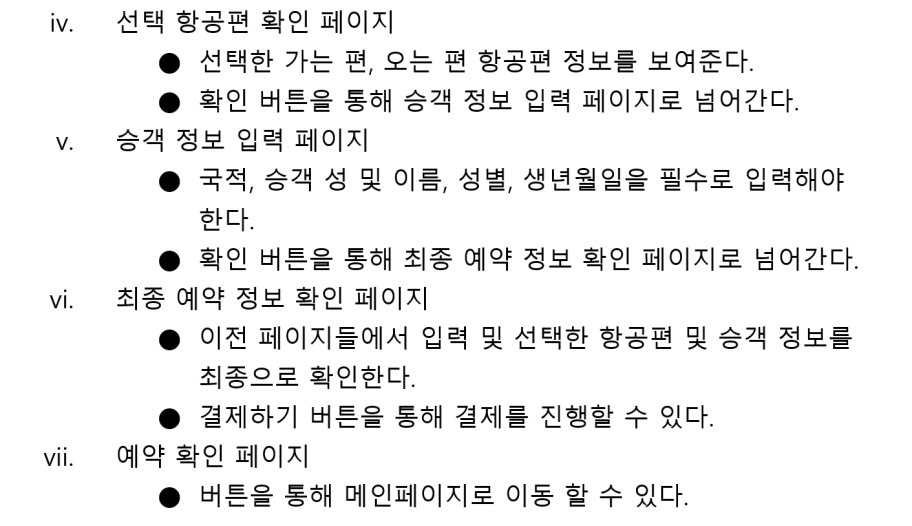 iv. 선택 항공편 확인 페이지
● 선택한 가는 편, 오는 편 항공편 정보를 보여준다.
● 확인 버튼을 통해 승객 정보 입력 페이지로 넘어간다.
v. 승객 정보 입력 페이지
● 국적, 승객 성 및 이름, 성별, 생년월일을 필수로 입력해야
한다.
● 확인 버튼을 통해 최종 예약 정보 확인 페이지로 넘어간다.
vi. 최종 예약 정보 확인 페이지
● 이전 페이지들에서 입력 및 선택한 항공편 및 승객 정보를
최종으로 확인한다.
● 결제하기 버튼을 통해 결제를 진행할 수 있다.
vii. 예약 확인 페이지
● 버튼을 통해 메인페이지로 이동 할 수 있다.